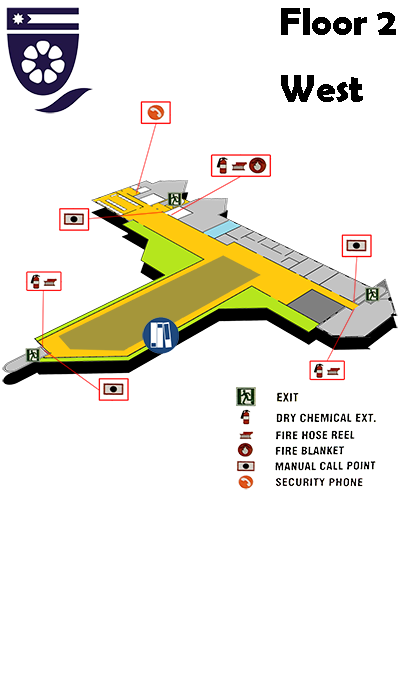 Floor 2
West
EXIT
DRY CHEMICAL EXT.
FIRE HOSE REEL
FIRE BLANKET
MANUAL CALL POINT
SECURITY PHONE